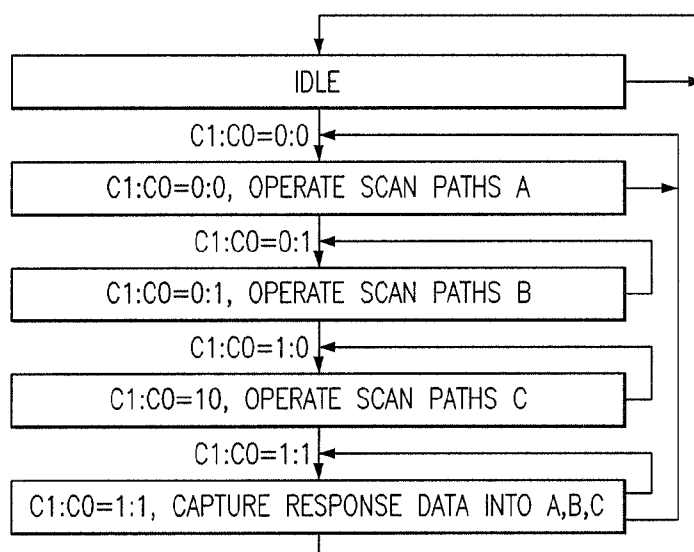 IDLE
C1:C0=0:0
C1:C0=0:0, OPERATE SCAN PATHS A
C1:C0=0:1
C1:C0=0:1, OPERATE SCAN PATHS B
C1:C0=1:0
C1:C0=10, OPERATE SCAN PATHS C
C1:C0=1:1
C1:C0=1:1, CAPTURE RESPONSE DATA INTO A,B,C